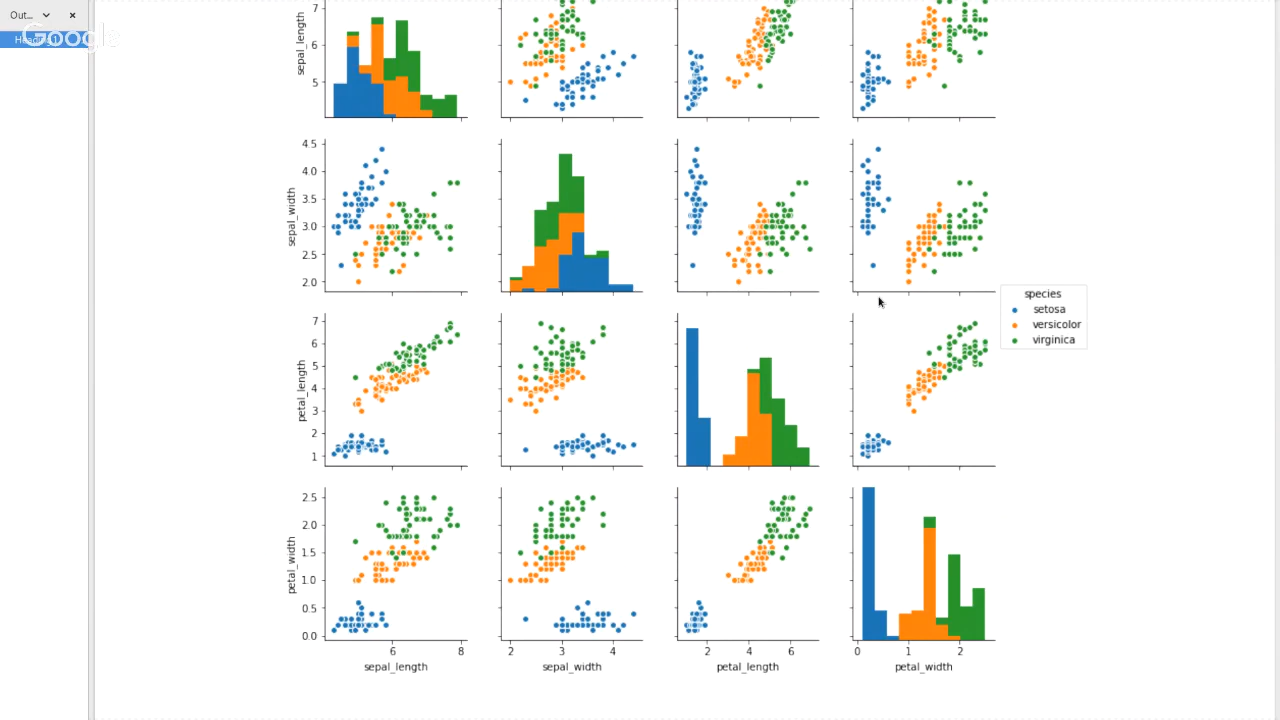 Out...
Google
Heading
sepal_length
7
6
5
sepal_width
4.5
4.0
3.5
3.0
2.5
2.0
species
setosa
versicolor
virginica
petal_length
7
6
5
4
3
2
1
petal_width
2.5
2.0
1.5
1.0
0.5
0.0
6 8 2 3 4 2 4 6 0 1 2
sepal_length sepal_width petal_length petal_width